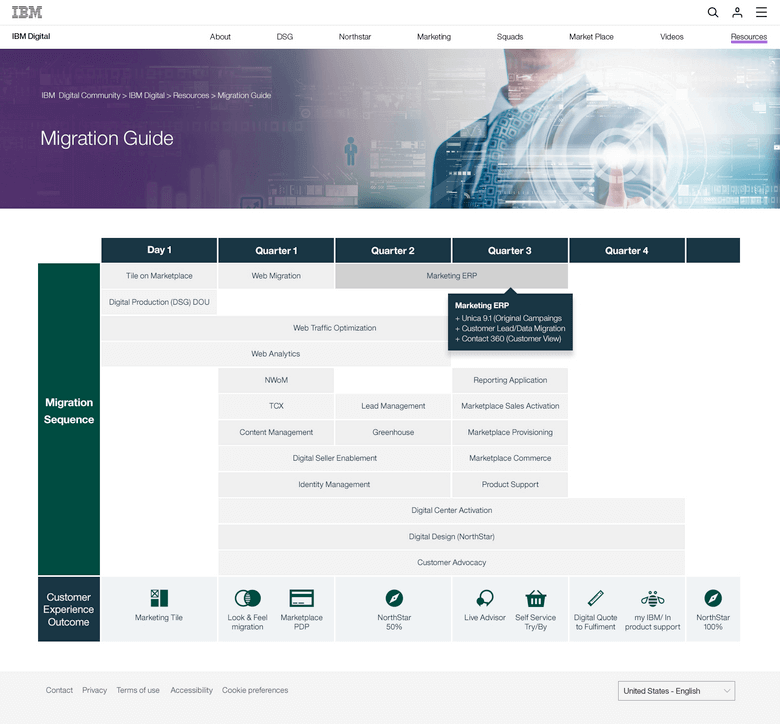 IBM
IBM Digital
About
DSG
Northstar
Marketing
Squads
Market Place
Videos
Resources
IBM Digital Community > IBM Digital > Resources > Migration Guide
Migration Guide
Day 1
Quarter 1
Quarter 2
Quarter 3
Quarter 4
Migration
Sequence
Tile on Marketplace
Web Migration
Marketing ERP
Digital Production (DSG) DOU
Marketing ERP
+ Unica 9.1 (Original Campaings
+ Customer Lead/Data Migration
+ Contact 360 (Customer View)
Web Traffic Optimization
Web Analytics
NWoM
Reporting Application
TCX
Lead Management
Marketplace Sales Activation
Content Management
Greenhouse
Marketplace Provisioning
Digital Seller Enablement
Marketplace Commerce
Identity Management
Product Support
Digital Center Activation
Digital Design (NorthStar)
Customer Advocacy
Customer
Experience
Outcome
Marketing Tile
Look & Feel
migration
Marketplace
PDP
NorthStar
50%
Live Advisor
Self Service
Try/By
Digital Quote
to Fulfiment
my IBM/ In
product support
NorthStar
100%
Contact
Privacy
Terms of use
Accessibility
Cookie preferences
United States - English